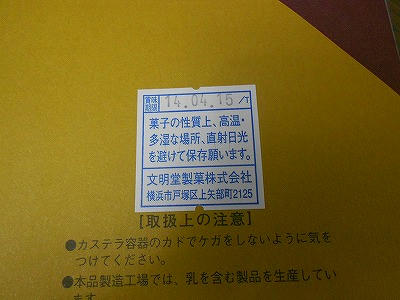 賞味期限 14.04.15 /T
菓子の性質上、高温・
多湿な場所、直射日光
を避けて保存願います。
文明堂製菓株式会社
横浜市戸塚区上矢部町2125
【取扱上の注意】
●カステラ容器のカドでケガをしないように気を
つけてください。
●本品製造工場では、乳を含む製品を生産してい
ます。